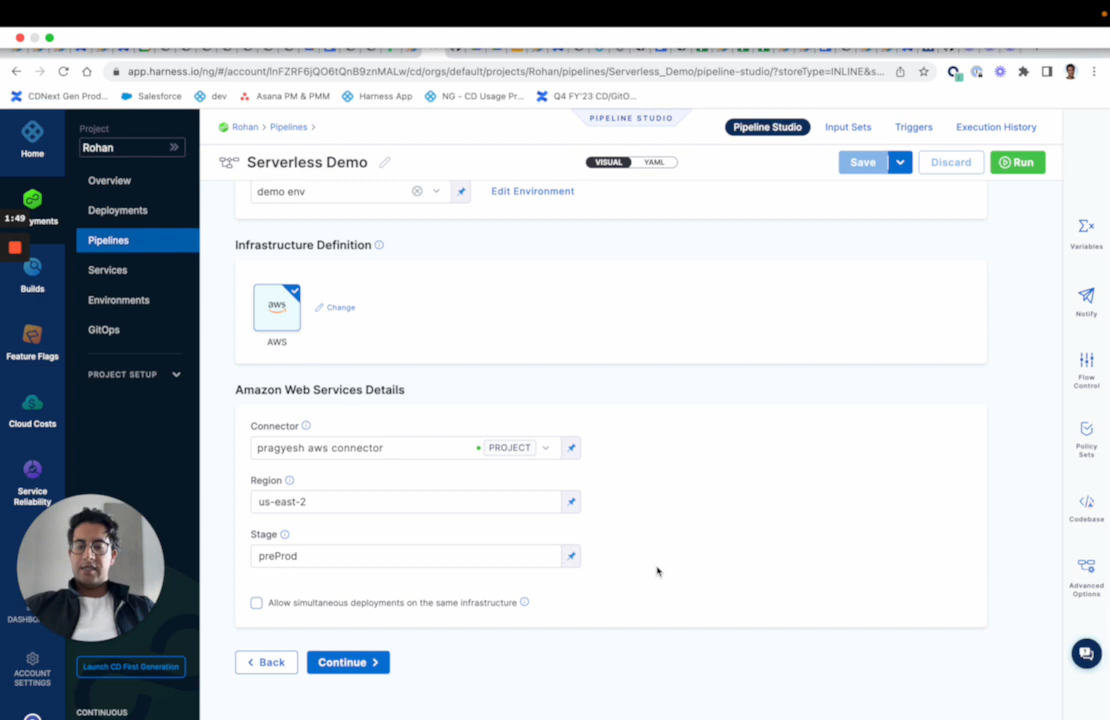 app.harness.io/ng/#/account/lnFZRF6jQO6tQnB9znMALw/cd/orgs/default/projects/Rohan/pipelines/Serverless_Demo/pipeline-studio/?storeType=INLINE&s...
CDNext Gen Prod...
Salesforce
dev
Asana PM & PMM
Harness App
NG - CD Usage Pr...
Q4 FY'23 CD/GitO...
Home
1:49
yments
Builds
Feature Flags
Cloud Costs
Service
Reliability
DASHBO
ACCOUNT
SETTINGS
Project
Rohan
Overview
Deployments
Pipelines
Services
Environments
GitOps
PROJECT SETUP
Launch CD First Generation
CONTINUOUS
Rohan > Pipelines >
PIPELINE STUDIO
Pipeline Studio
Input Sets
Triggers
Execution History
Serverless Demo
VISUAL
YAML
Save
Discard
Run
demo env
Edit Environment
Infrastructure Definition
aws
Change
AWS
Amazon Web Services Details
Connector
pragyesh aws connector
PROJECT
Region
us-east-2
Stage
preProd
Allow simultaneous deployments on the same infrastructure
Back
Continue
Variables
Notify
Flow
Control
Policy
Sets
Codebase
Advanced
Options